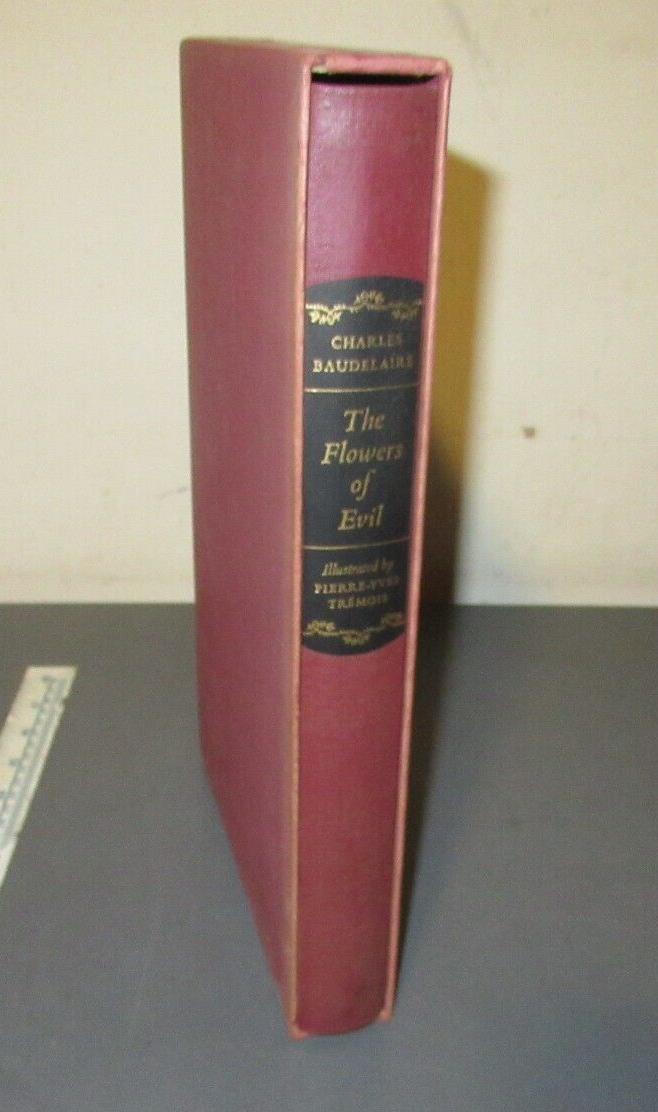 CHARLES
BAUDELAIRE
The
Flowers
of
Evil
Illustrated by
PIERRE-YVES
TRÉMOIS